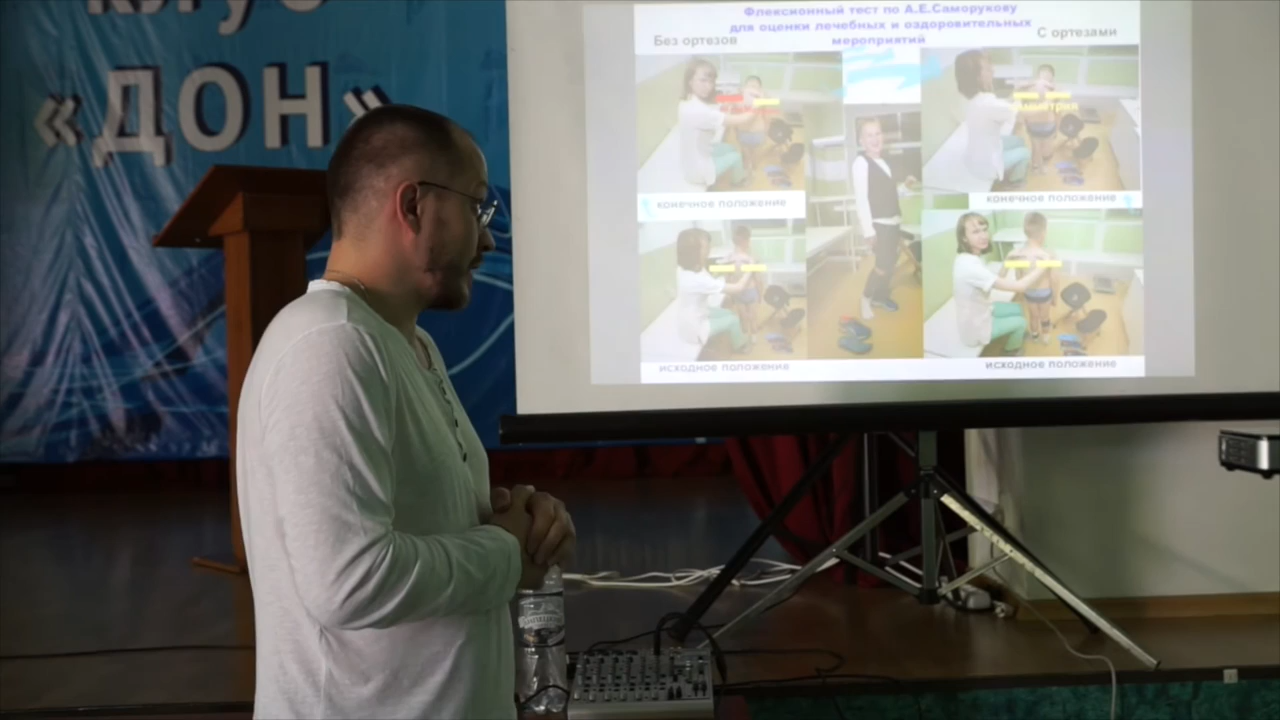 КЛУБ
«ДОН»
Флексионный тест по А.Е.Саморукову
для оценки лечебных и оздоровительных
мероприятий
Без ортезов
С ортезами
конечное положение
конечное положение
исходное положение
исходное положение